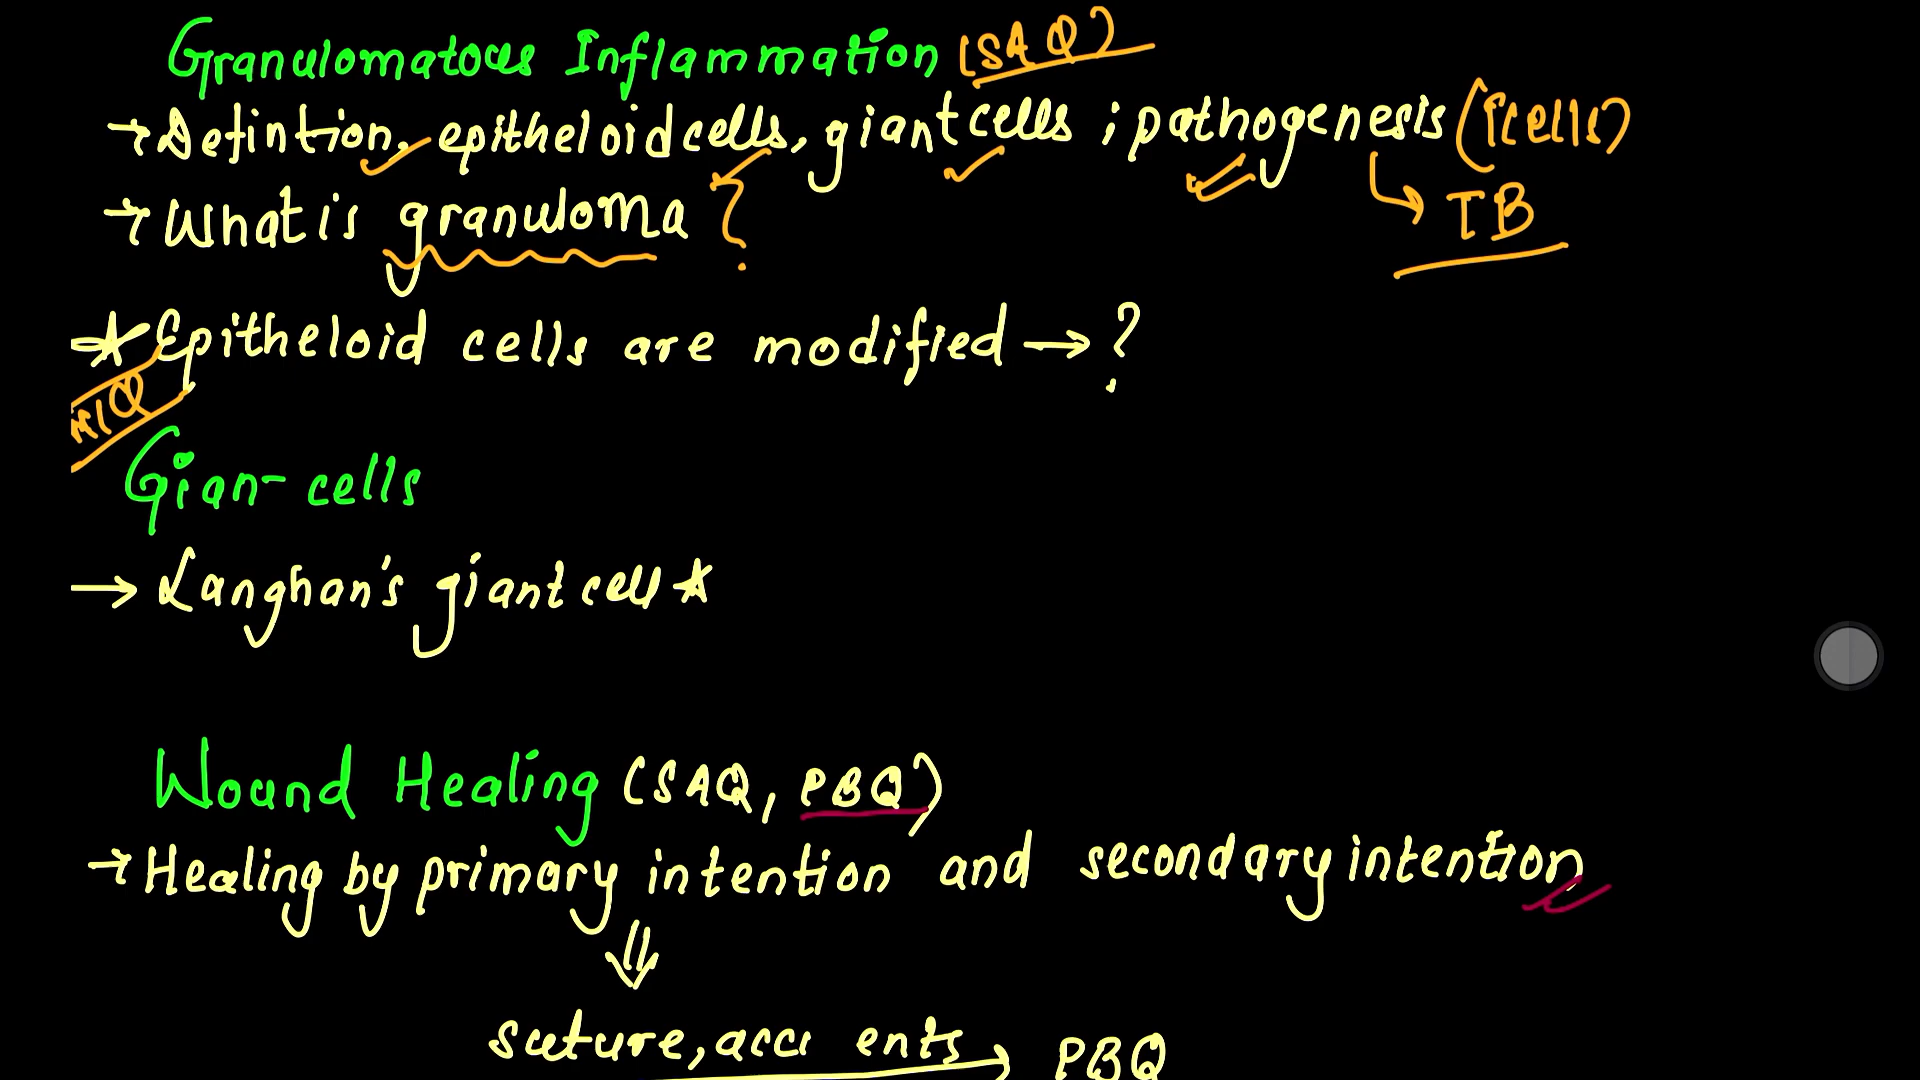 Granulomatous Inflammation (SAQ)
→ Defintion, epitheloid cells, giant cells ; pathogenesis (Tcells)
↳ TB
→ What is granuloma ?
☆ Epitheloid cells are modified → ?
MCQ
Gian- cells
→ Langhan's giant cell ☆
Wound Healing (SAQ, PBQ)
→ Healing by primary intention and secondary intention
⇓
suture, acci ents → PBQ